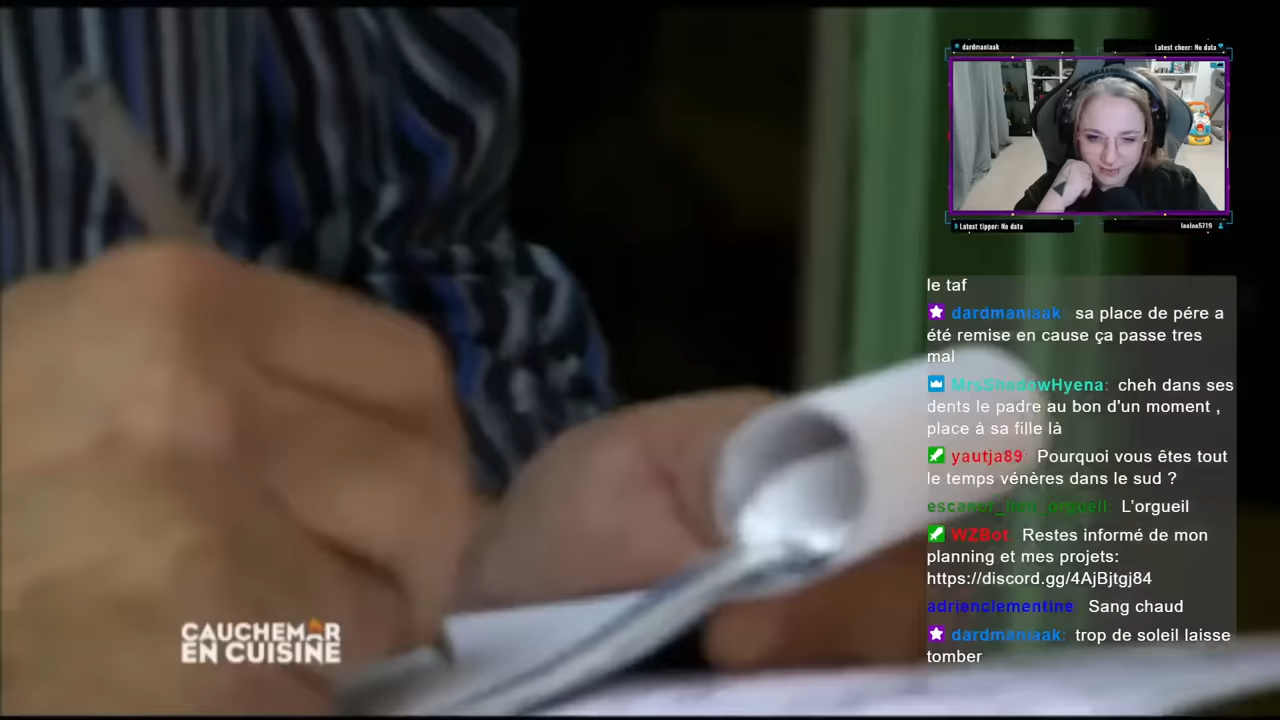 dardmaniaak
Latest cheer: No data
Latest tipper: No data
le taf
dardmaniaak: sa place de pére a
été remise en cause ça passe tres
mal
MrsShadowHyena: cheh dans ses
dents le padre au bon d'un moment ,
place à sa fille là
yautja89: Pourquoi vous êtes tout
le temps vénères dans le sud ?
escanor_lion_orgueil: L'orgueil
WZBot: Restes informé de mon
planning et mes projets:
https://discord.gg/4AjBjtgj84
adrienclementine: Sang chaud
dardmaniaak: trop de soleil laisse
tomber
CAUCHEMAR
EN CUISINE